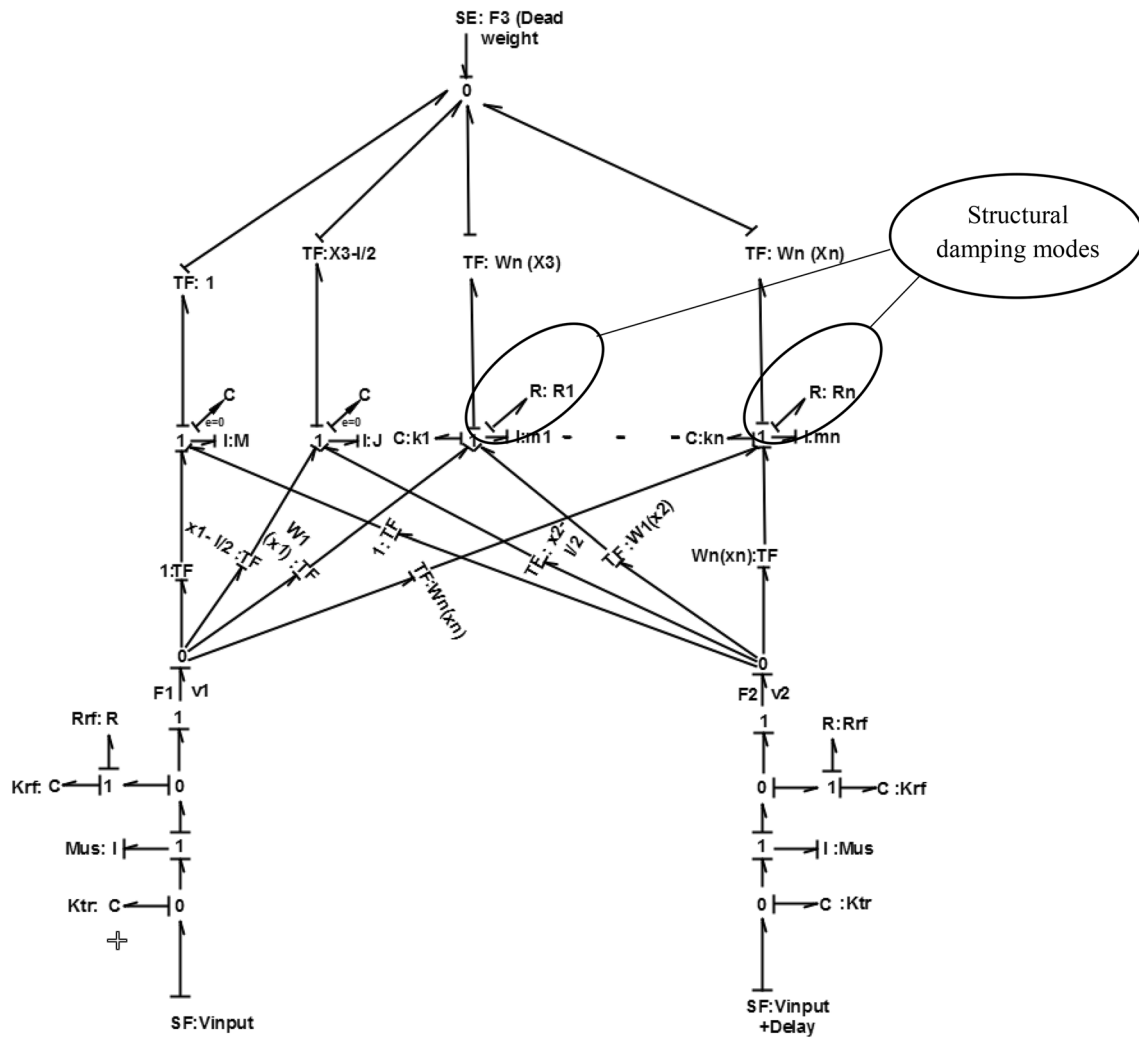 SE: F3 (Dead
weight
0
Structural
damping modes
TF: 1
TF:X3-l/2
TF: Wn (X3)
TF: Wn (Xn)
C
e=0
1
I:M
C
e=0
1
I:J
R: R1
C:k1
1
I:m1
- - -
R: Rn
C:kn
1
I:mn
1:TF
x1- l/2 :TF
W1
(x1) :TF
TF:Wn(xn)
1: TF
TF: x2-
l/2
TF:W1(x2)
Wn(xn):TF
0
0
F1 v1
F2 v2
1
1
Rrf: R
R:Rrf
Krf: C
1
0
0
1
C :Krf
Mus: I
1
1
I :Mus
Ktr: C
0
0
C :Ktr
SF:Vinput
SF:Vinput
+Delay